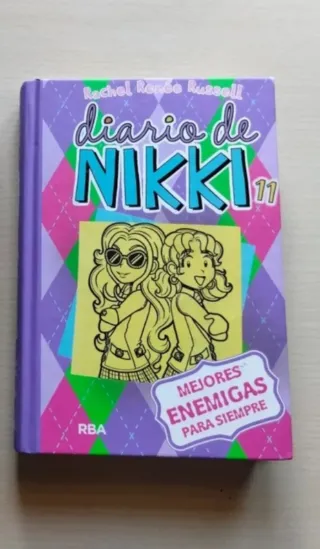 Rachel Renée Russell
diario de
NIKKI 11
MEJORES
ENEMIGAS
PARA SIEMPRE
RBA